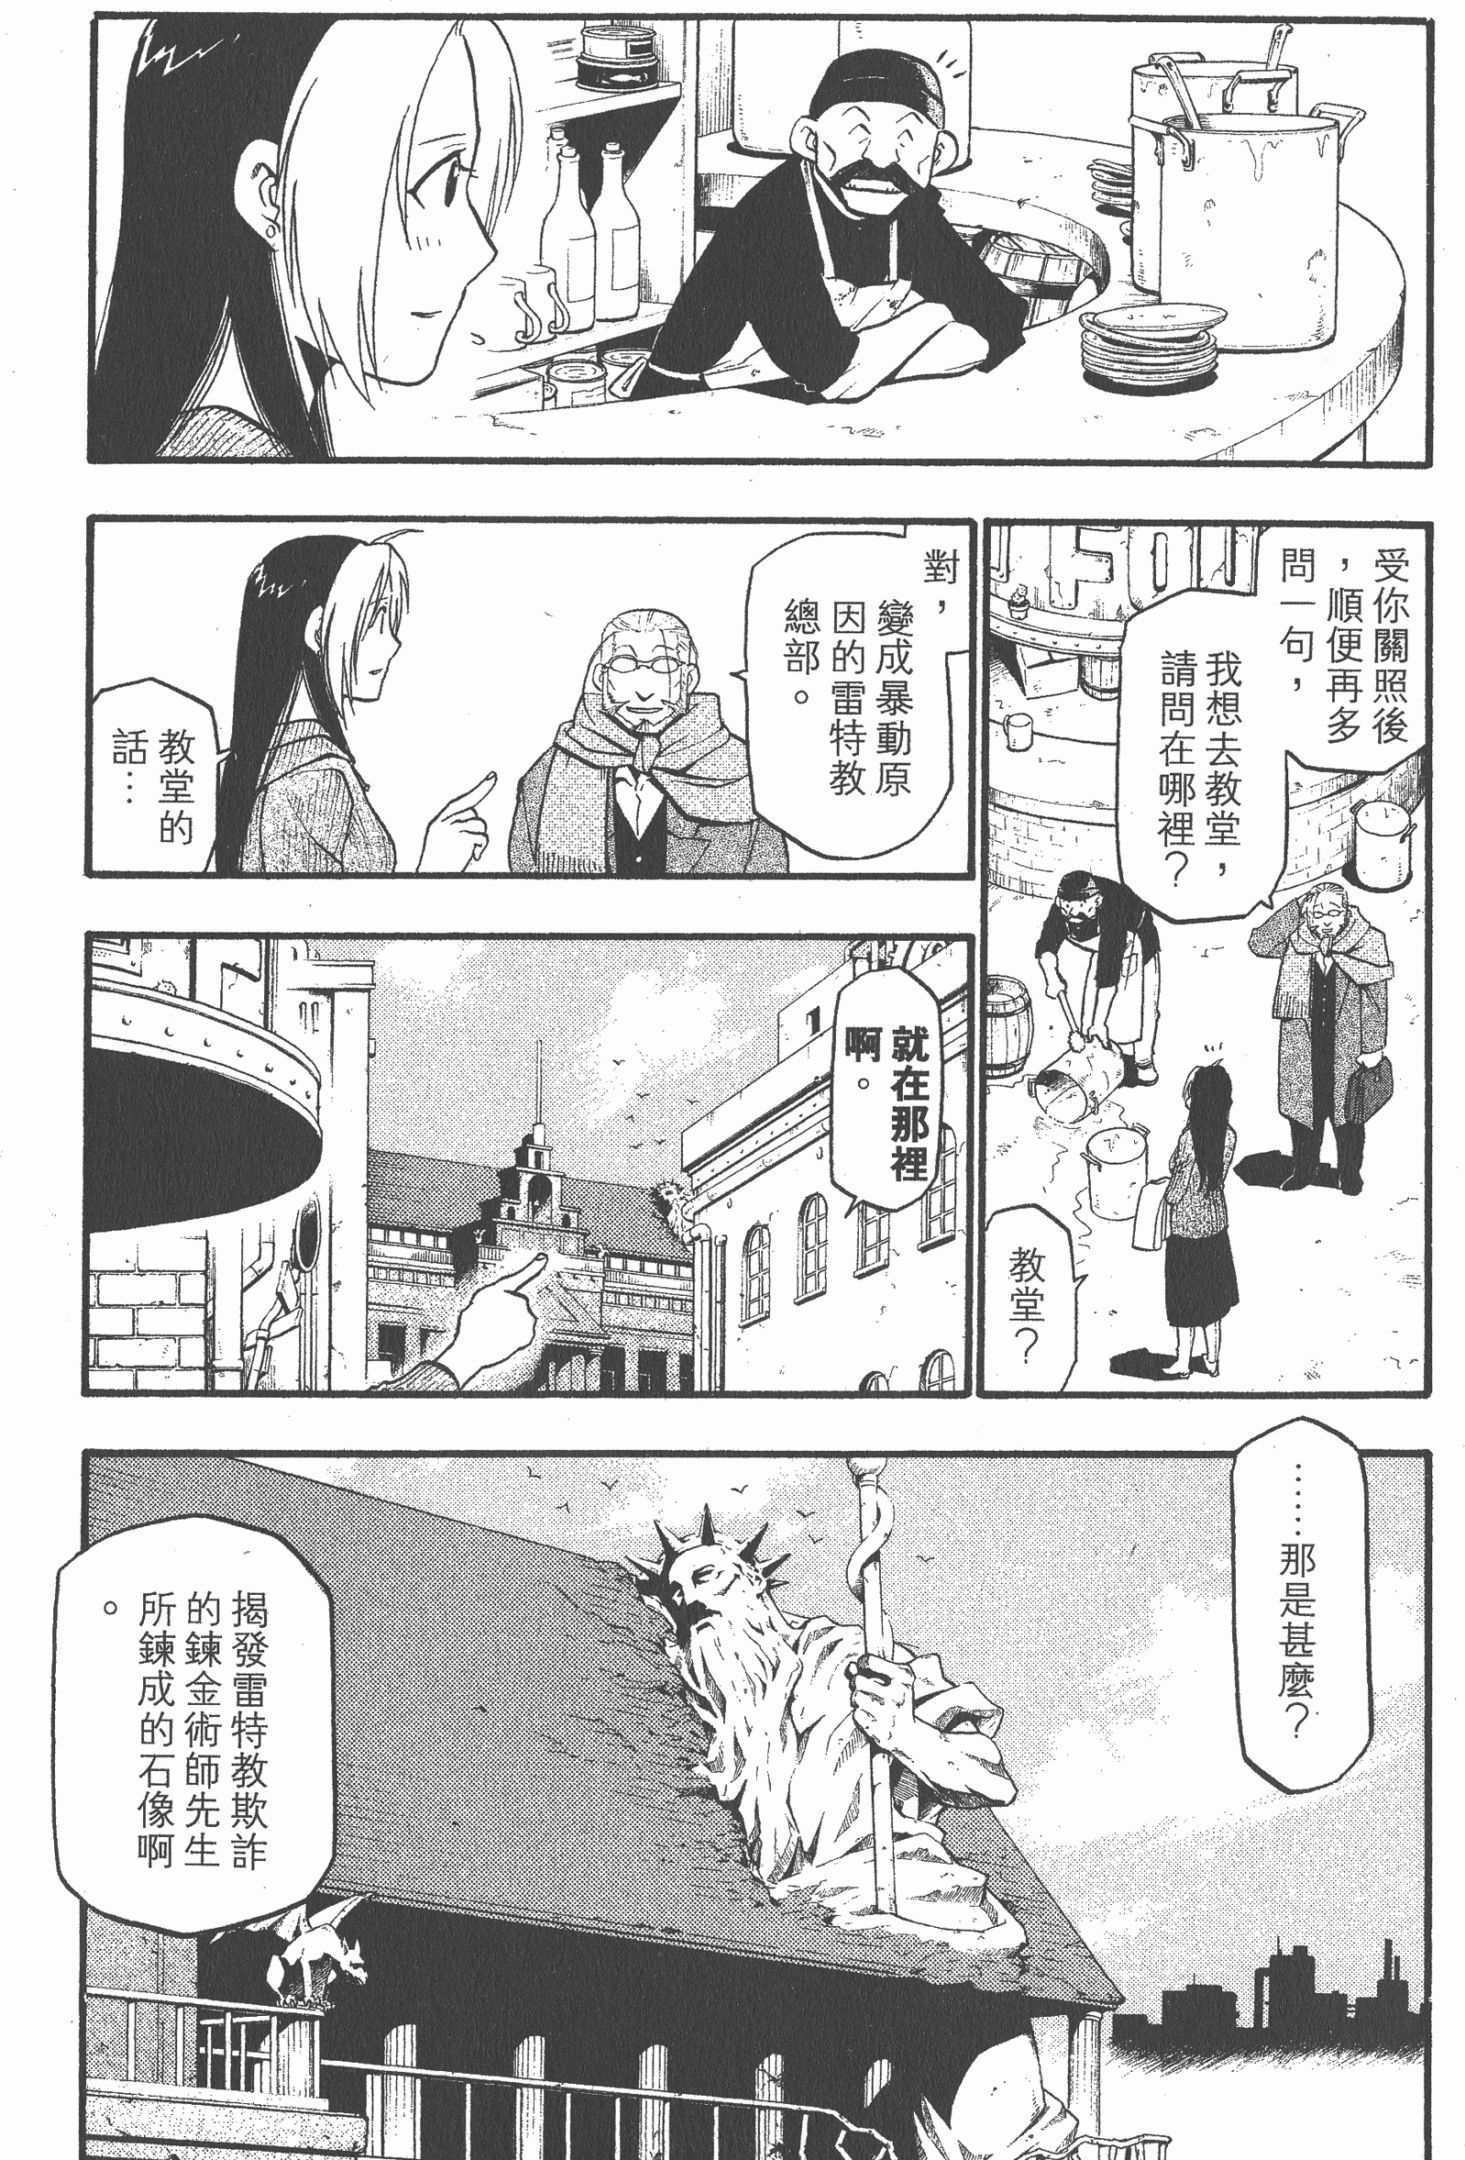 受你關照後
，順便再多
問一句，
我想去教堂，
請問在哪裡？
教堂？
對，
變成暴動原
因的雷特教
總部。
教堂的
話…
就在那裡
啊。
……那是甚麼？
揭發雷特教欺詐
的鍊金術師先生
所鍊成的石像啊
。